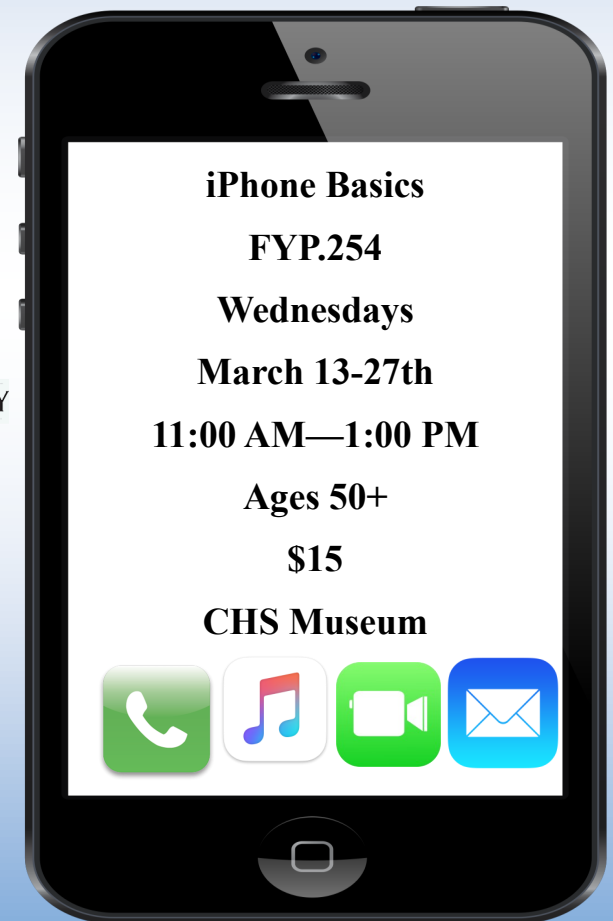 iPhone Basics
FYP.254
Wednesdays
March 13-27th
11:00 AM—1:00 PM
Ages 50+
$15
CHS Museum